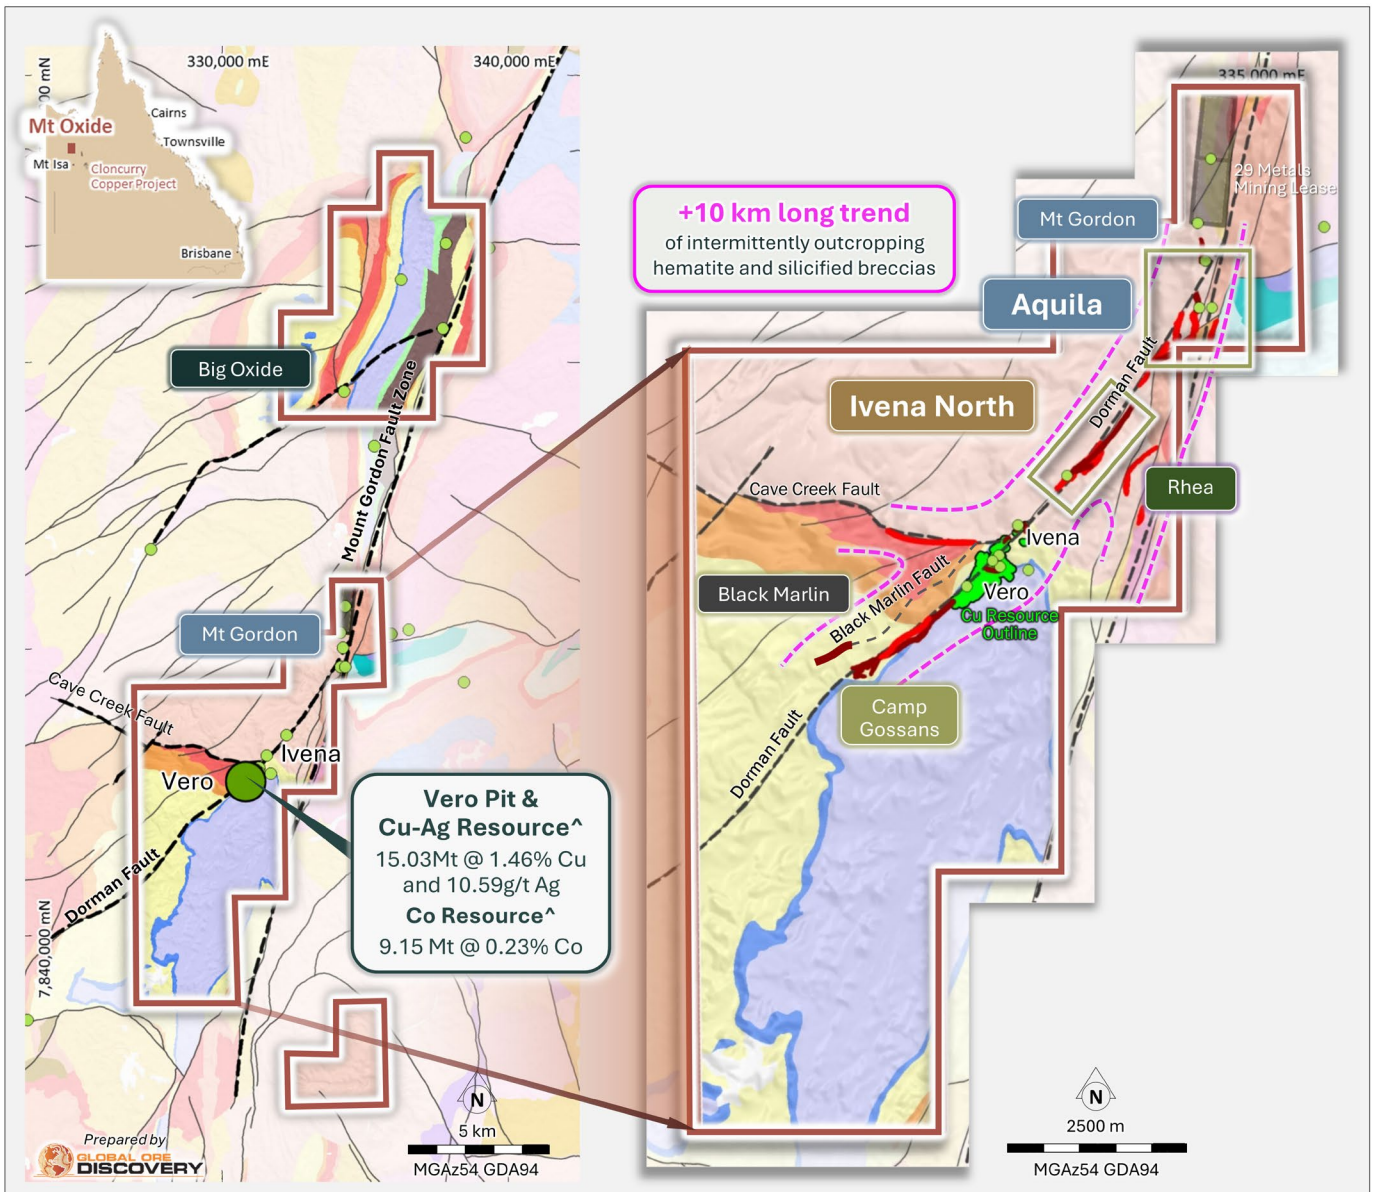 330,000 mE
340,000 mE
00 mN
Cairns
Mt Oxide
Townsville
Mt Isa
Cloncurry
Copper Project
Brisbane
Big Oxide
Mount Gordon Fault Zone
Mt Gordon
Cave Creek Fault
Ivena
Vero
Dorman Fault
7,840,000 mN
Vero Pit &
Cu-Ag Resource^
15.03Mt @ 1.46% Cu
and 10.59g/t Ag
Co Resource^
9.15 Mt @ 0.23% Co
Prepared by
GLOBAL ORE
DISCOVERY
N
5 km
MGAz54 GDA94
335,000 mE
29 Metals
Mining Lease
+10 km long trend
of intermittently outcropping
hematite and silicified breccias
Mt Gordon
Aquila
Dorman Fault
Ivena North
Rhea
Cave Creek Fault
Ivena
Black Marlin
Black Marlin Fault
Vero
Cu Resource
Outline
Camp
Gossans
Dorman Fault
N
2500 m
MGAz54 GDA94